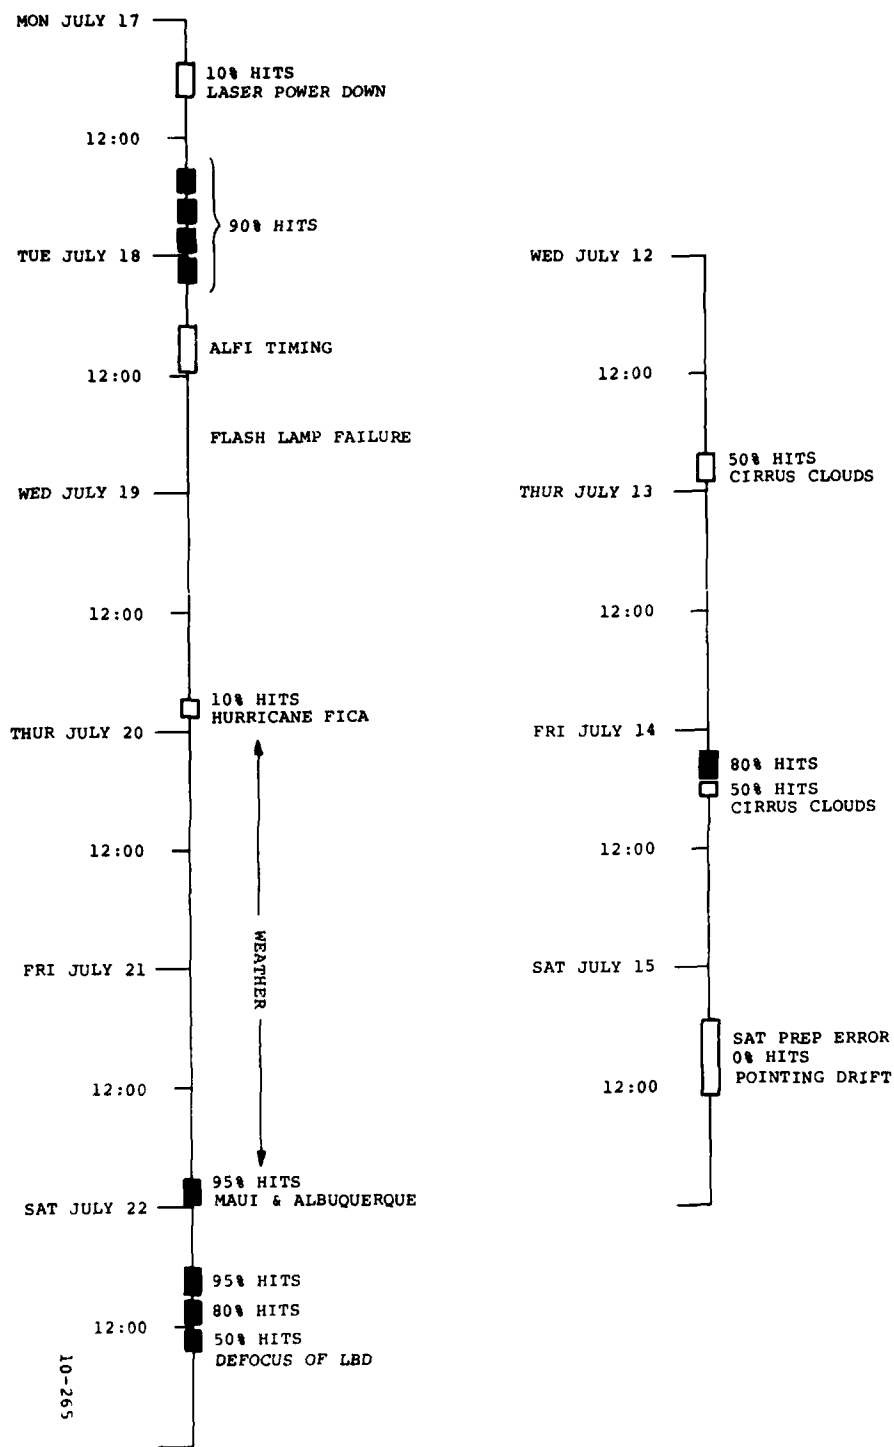 MON JULY 17
10% HITS
LASER POWER DOWN
12:00
90% HITS
TUE JULY 18
ALFI TIMING
12:00
FLASH LAMP FAILURE
WED JULY 19
12:00
10% HITS
HURRICANE FICA
THUR JULY 20
12:00
WEATHER
FRI JULY 21
12:00
95% HITS
MAUI & ALBUQUERQUE
SAT JULY 22
95% HITS
80% HITS
12:00
50% HITS
DEFOCUS OF LBD
10-265
WED JULY 12
12:00
50% HITS
CIRRUS CLOUDS
THUR JULY 13
12:00
FRI JULY 14
80% HITS
50% HITS
CIRRUS CLOUDS
12:00
SAT JULY 15
SAT PREP ERROR
0% HITS
POINTING DRIFT
12:00